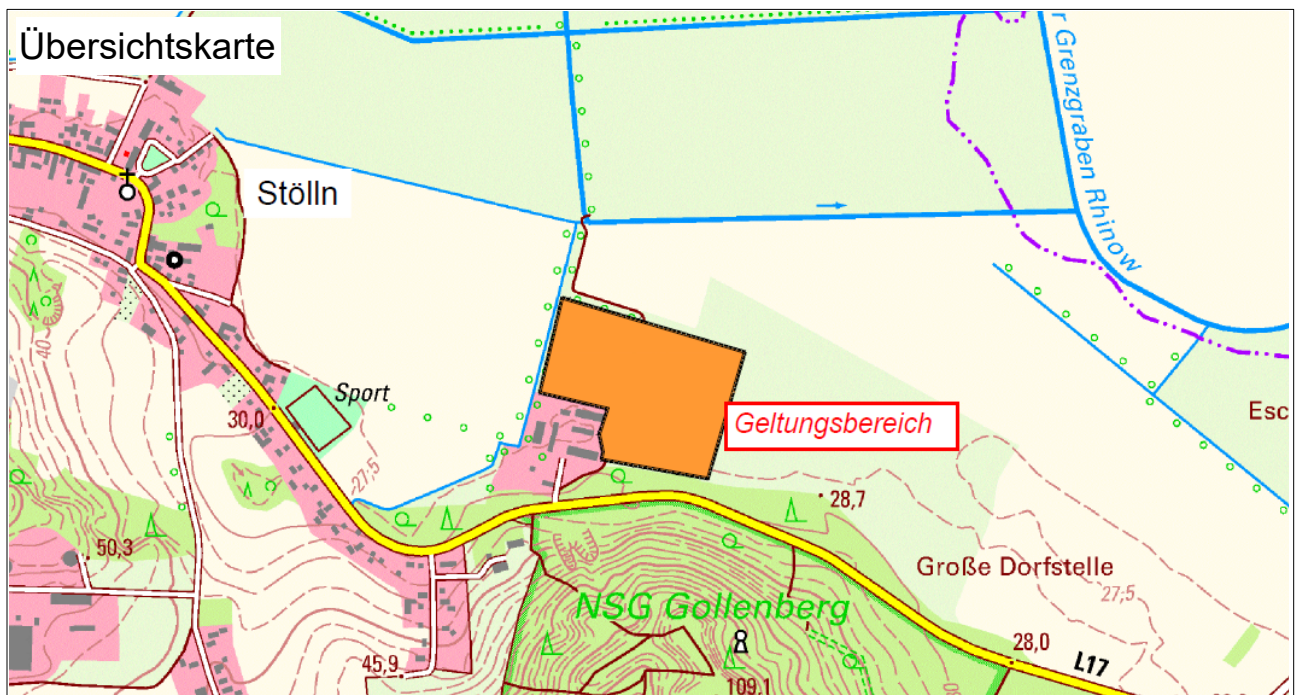 Übersichtskarte
r Grenzgraben Rhinow
Stölln
40
Sport
30,0
Geltungsbereich
Esc
27,5
28,7
50,3
Große Dorfstelle
27,5
NSG Gollenberg
45,9
28,0
L17
109,1